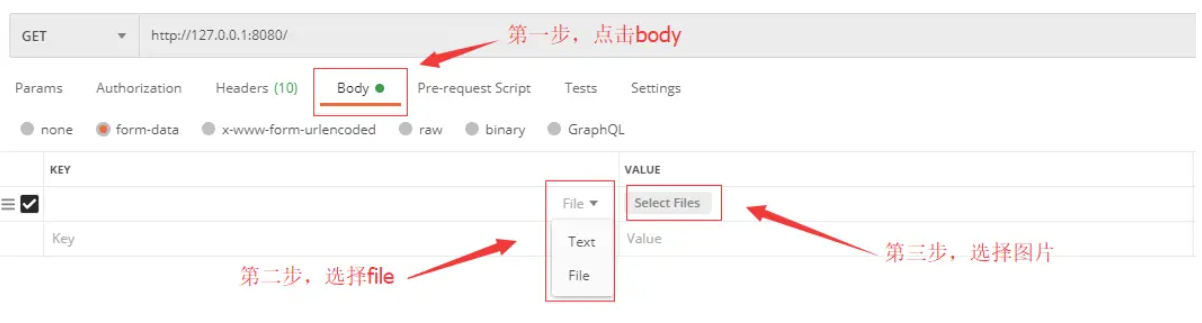 GET http://127.0.0.1:8080/
第一步，点击body
Params Authorization Headers (10) Body Pre-request Script Tests Settings
none form-data x-www-form-urlencoded raw binary GraphQL
KEY VALUE
File Select Files
Key Text Value
第三步，选择图片
第二步，选择file
File